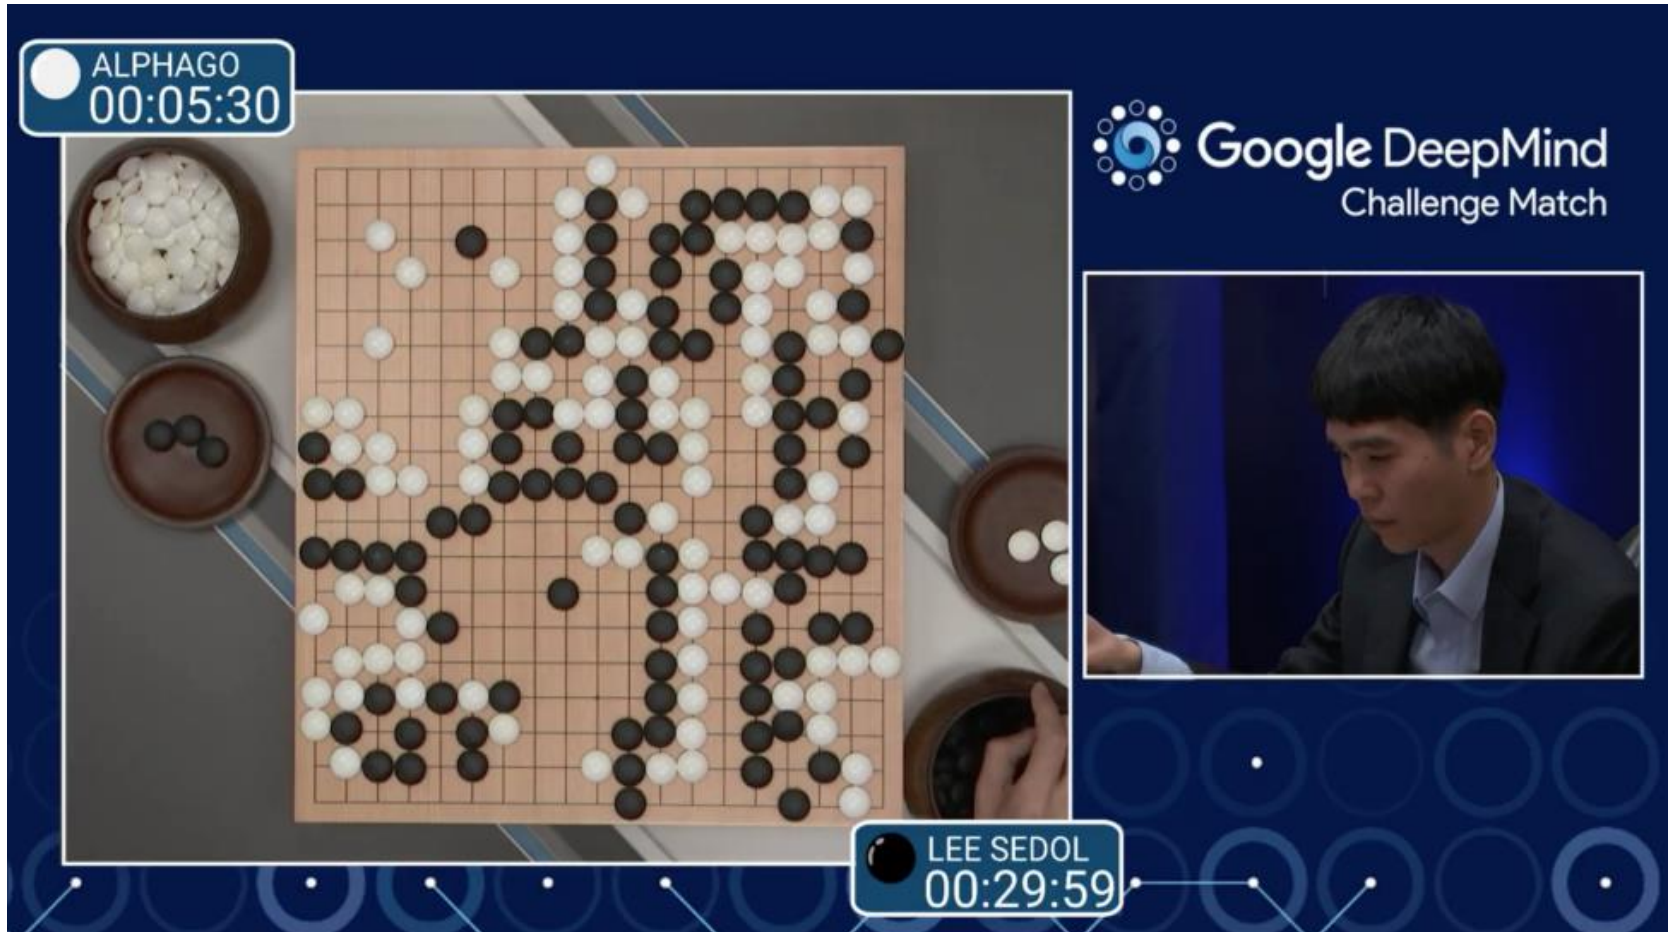 ALPHAGO
00:05:30
Google DeepMind
Challenge Match
LEE SEDOL
00:29:59